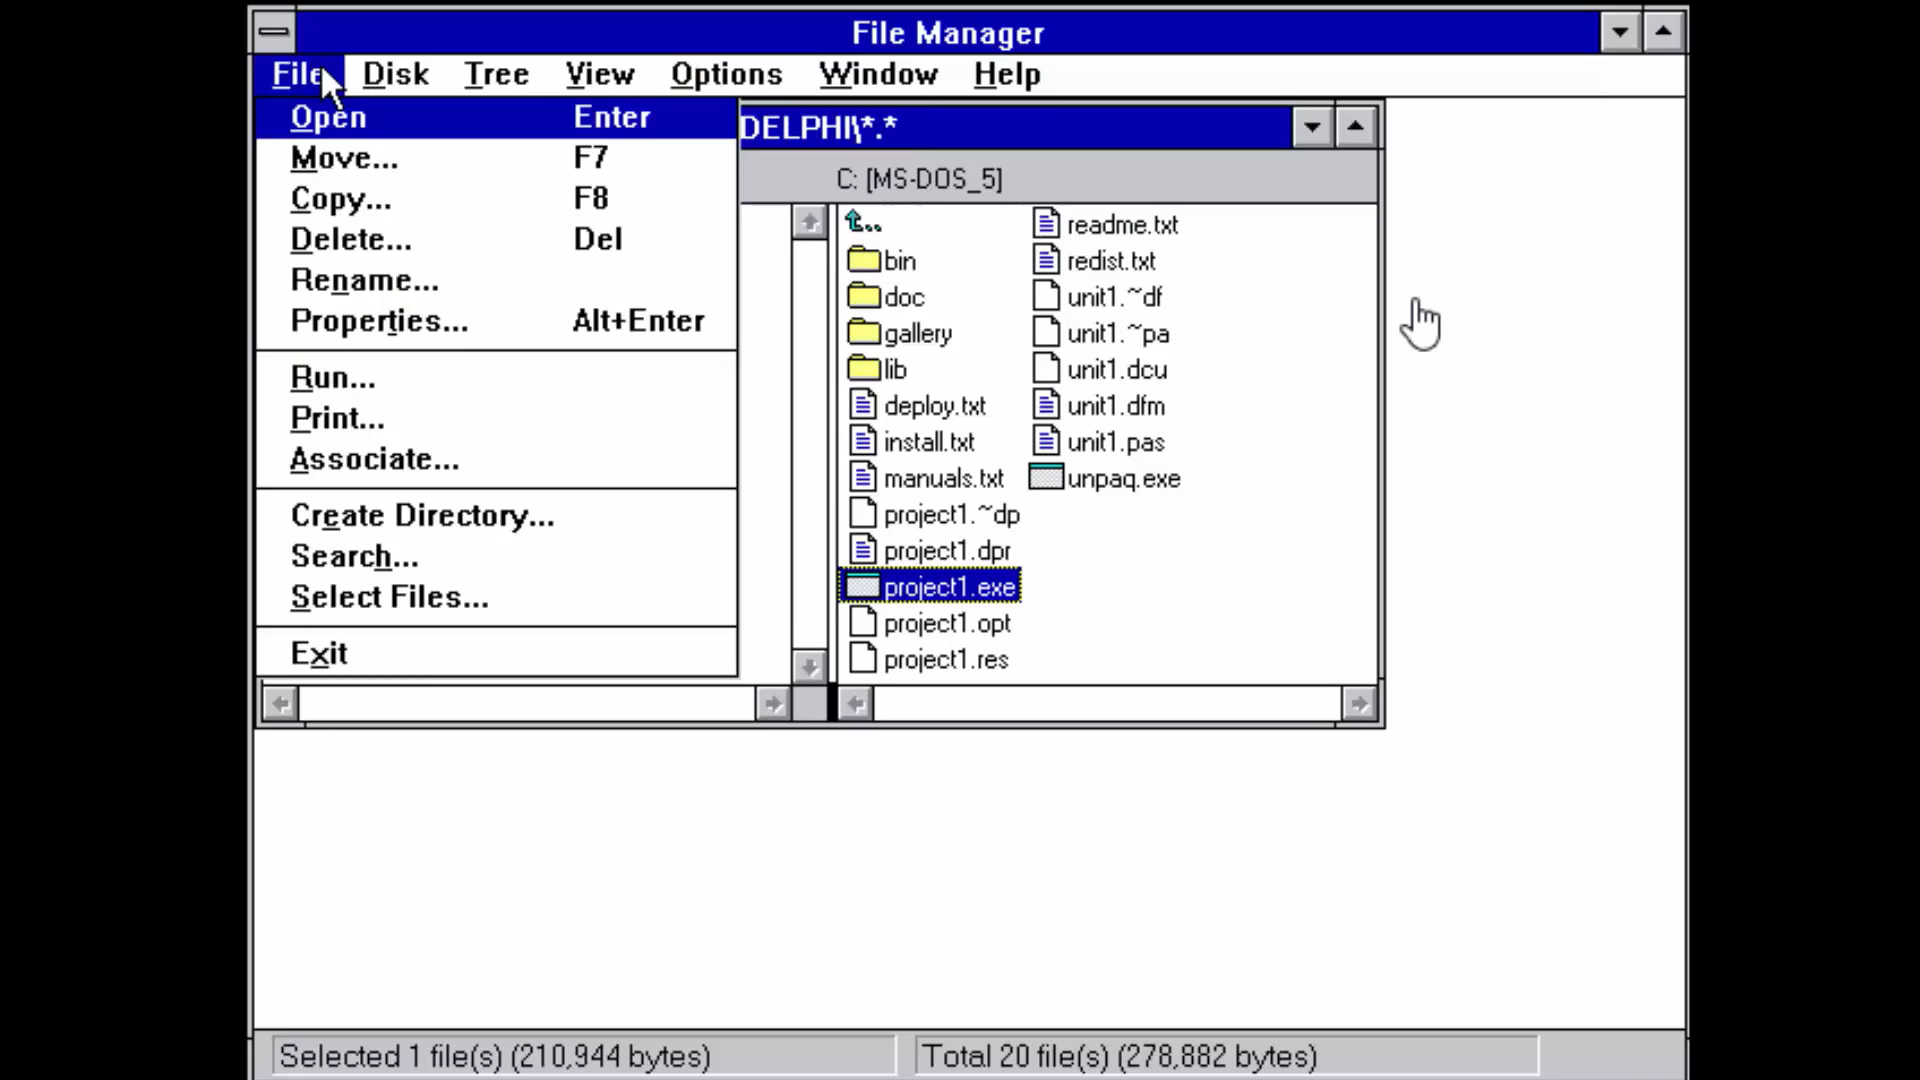 File Manager
File Disk Tree View Options Window Help
Open Enter
Move... F7
Copy... F8
Delete... Del
Rename...
Properties... Alt+Enter
Run...
Print...
Associate...
Create Directory...
Search...
Select Files...
Exit
DELPHI\*.*
C: [MS-DOS_5]
..
bin
doc
gallery
lib
deploy.txt
install.txt
manuals.txt
project1.~dp
project1.dpr
project1.exe
project1.opt
project1.res
readme.txt
redist.txt
unit1.~df
unit1.~pa
unit1.dcu
unit1.dfm
unit1.pas
unpaq.exe
Selected 1 file(s) (210,944 bytes)
Total 20 file(s) (278,882 bytes)